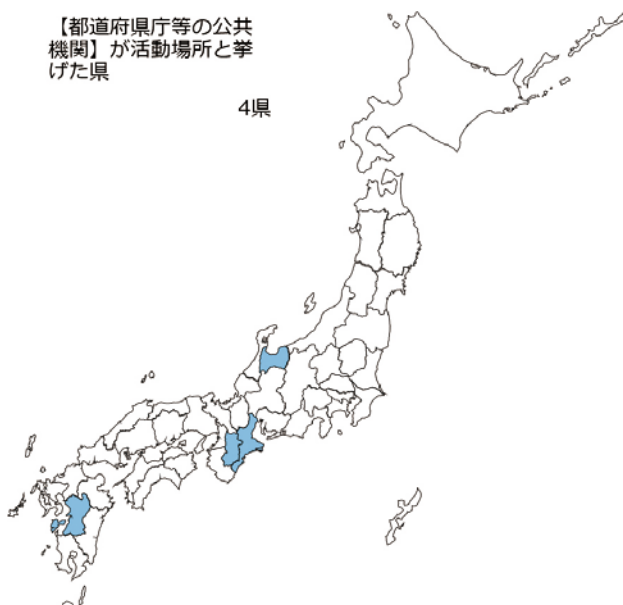 【都道府県庁等の公共
機関】が活動場所と挙
げた県
4県